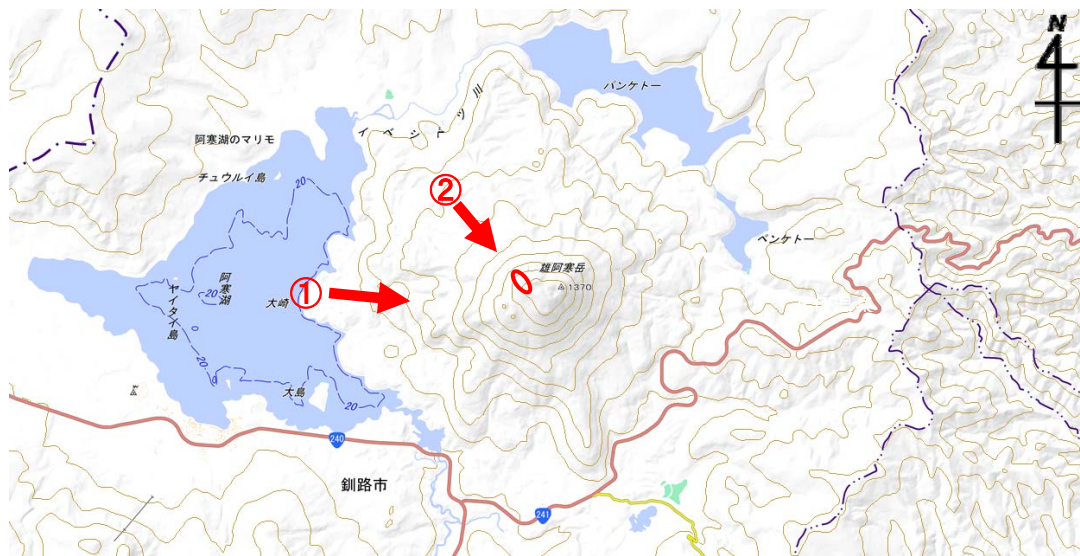 N
4
パンケトー
イベシベツ川
阿寒湖のマリモ
チュウルイ島
20
②
ペンケトー
雄阿寒岳
1370
阿寒湖
20
ヤイタイ島
大崎
①
大島
20
20
240
釧路市
241